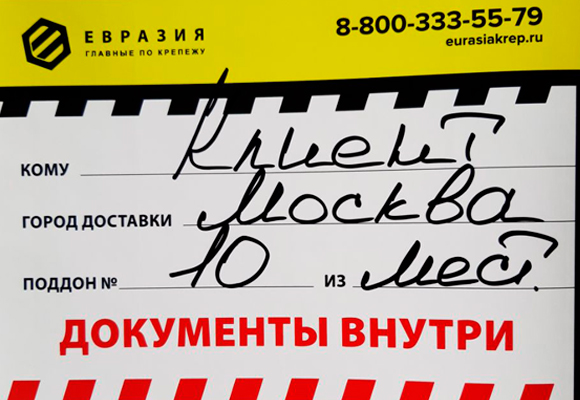 ЕВРАЗИЯ
ГЛАВНЫЕ ПО КРЕПЕЖУ
8-800-333-55-79
eurasiakrep.ru
КОМУ Клиент
ГОРОД ДОСТАВКИ Москва
ПОДДОН № 10 ИЗ мест.
ДОКУМЕНТЫ ВНУТРИ